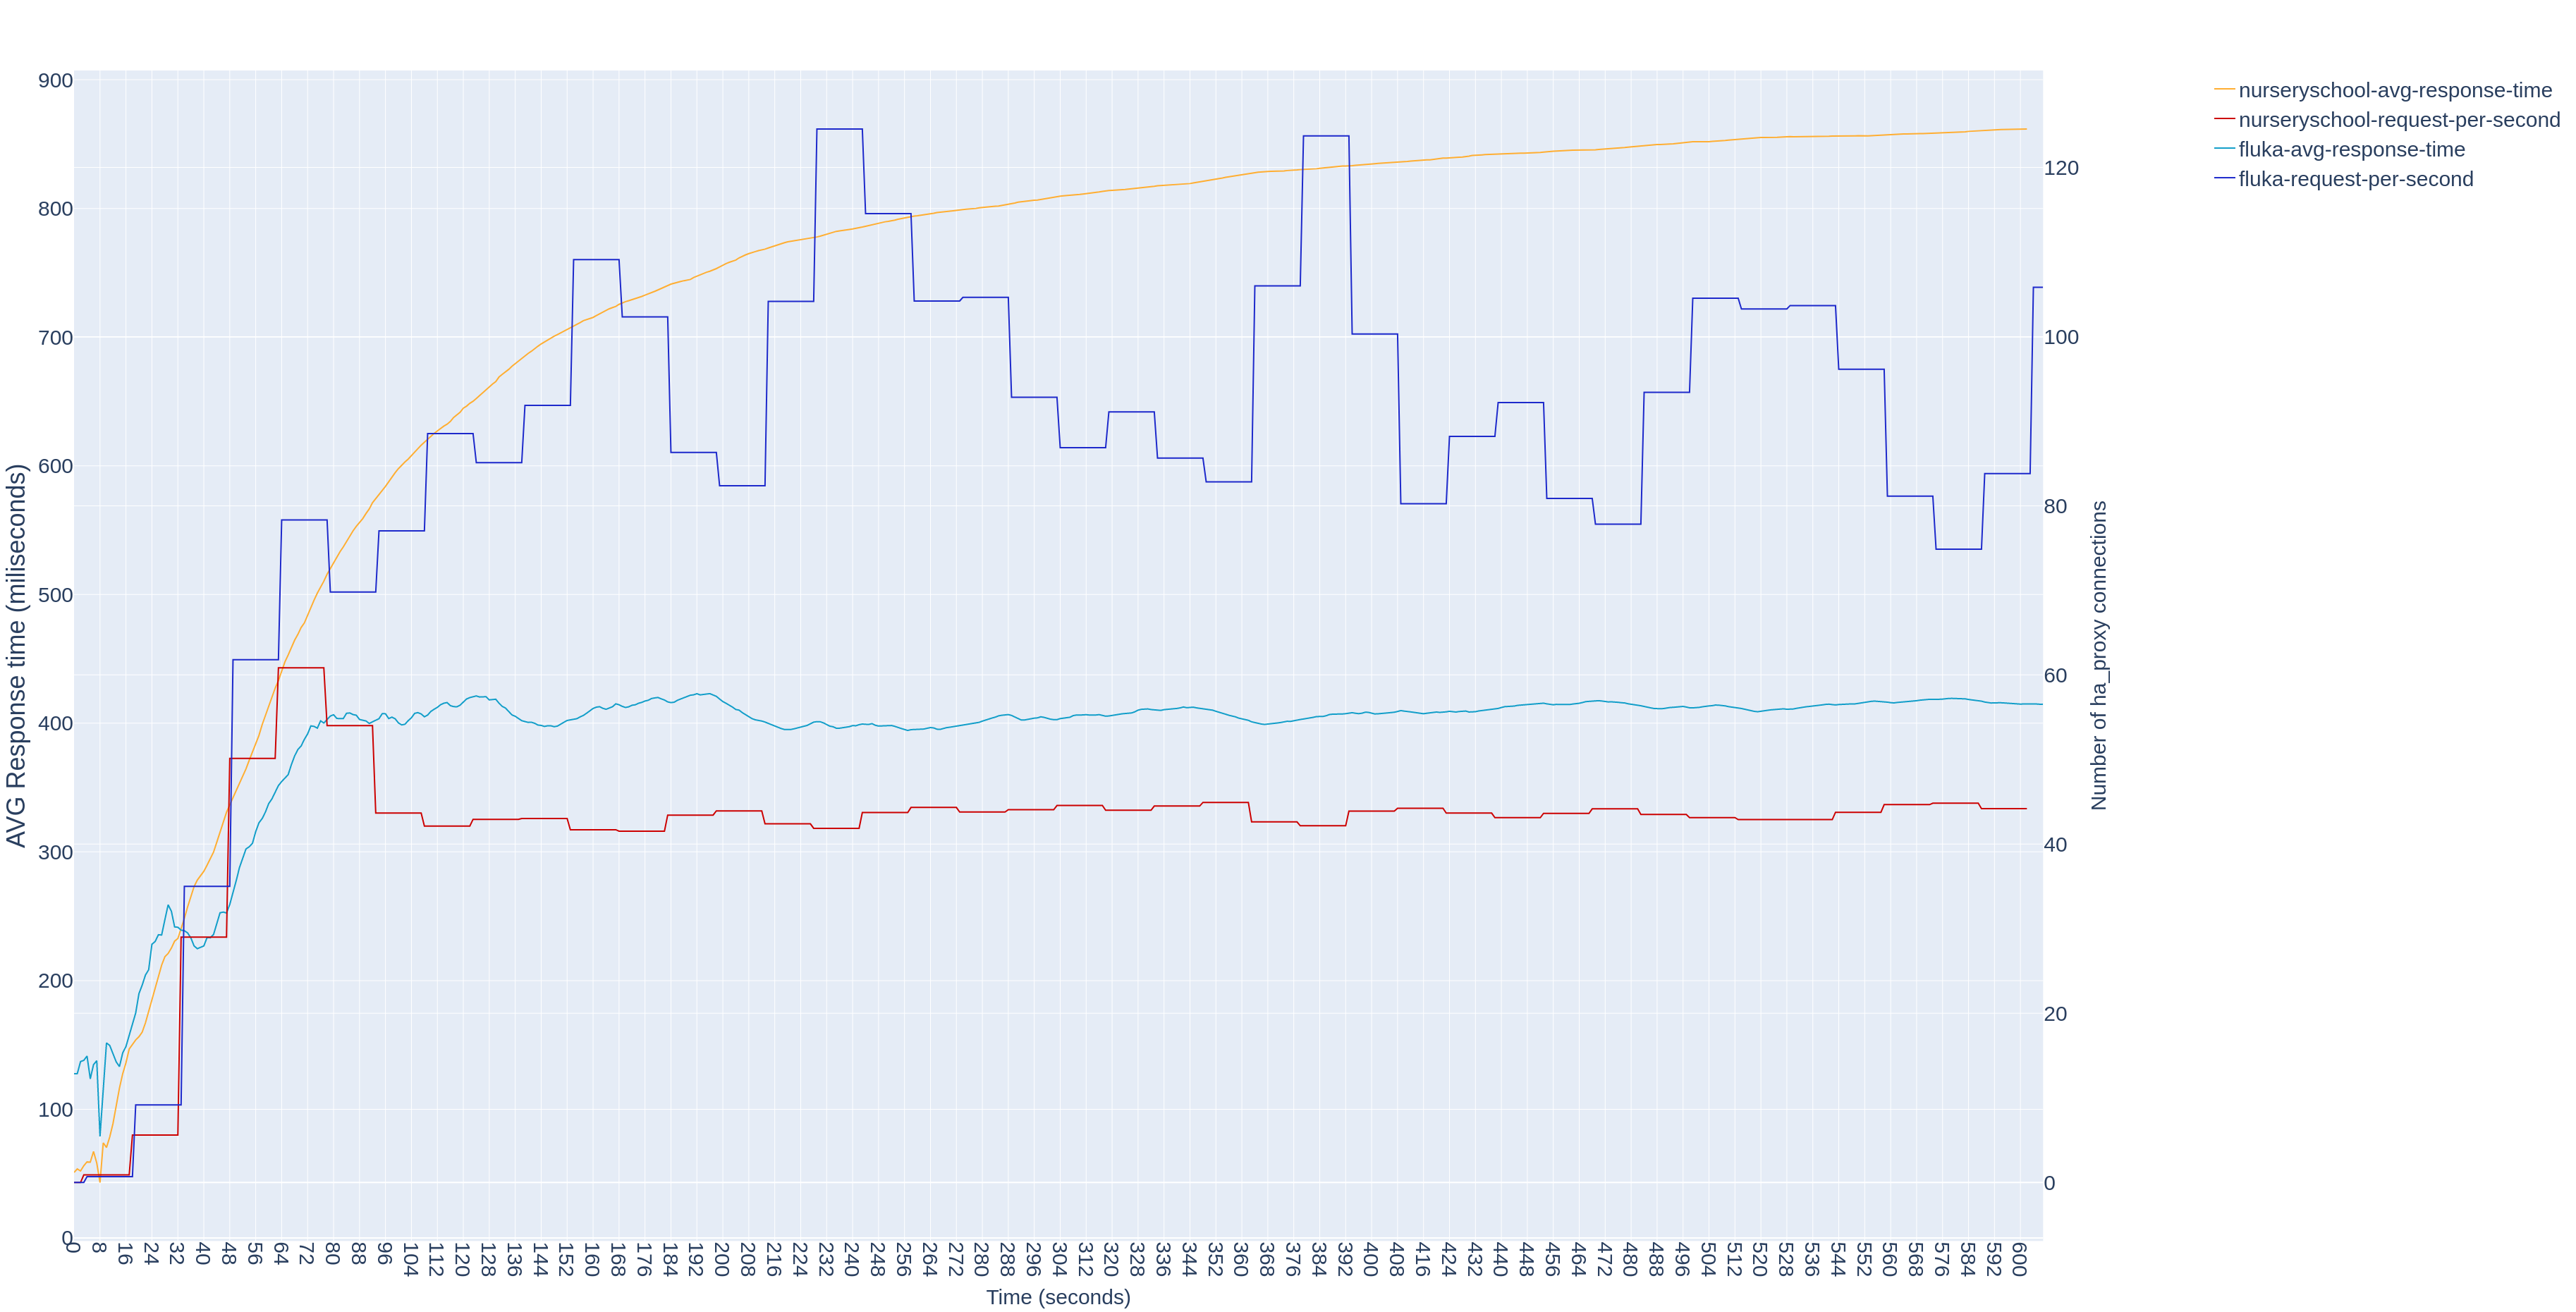 900
800
700
600
500
400
300
200
100
0
AVG Response time (miliseconds)
120
100
80
60
40
20
0
Number of ha_proxy connections
0 8 16 24 32 40 48 56 64 72 80 88 96 104 112 120 128 136 144 152 160 168 176 184 192 200 208 216 224 232 240 248 256 264 272 280 288 296 304 312 320 328 336 344 352 360 368 376 384 392 400 408 416 424 432 440 448 456 464 472 480 488 496 504 512 520 528 536 544 552 560 568 576 584 592 600
Time (seconds)
nurseryschool-avg-response-time
nurseryschool-request-per-second
fluka-avg-response-time
fluka-request-per-second